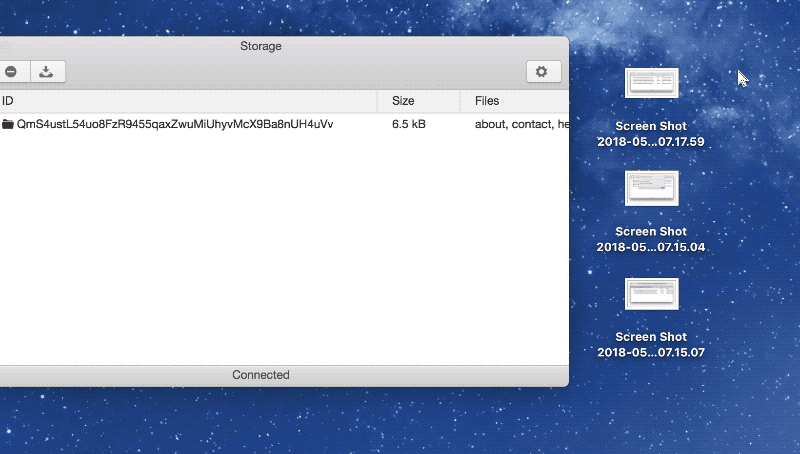 Storage
ID Size Files
QmS4ustL54uo8FzR9455qaxZwuMiUhyvMcX9Ba8nUH4uVv 6.5 kB about, contact, he
Connected
Screen Shot
2018-05...07.17.59
Screen Shot
2018-05...07.15.04
Screen Shot
2018-05...07.15.07